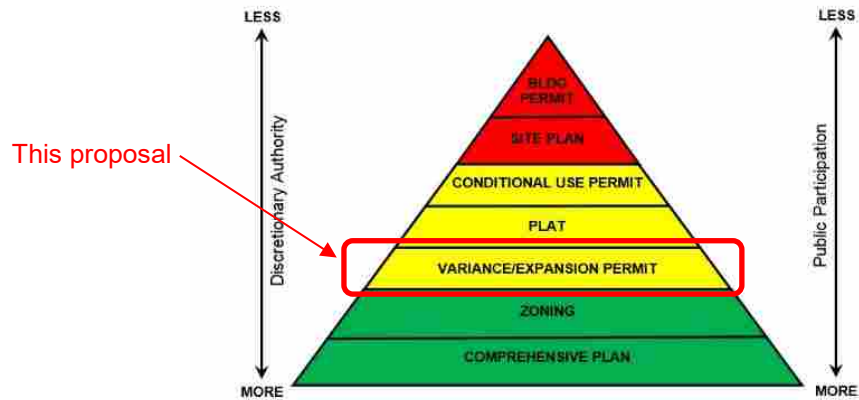 LESS
LESS
BLDG
PERMIT
SITE PLAN
This proposal
Discretionary Authority
Public Participation
CONDITIONAL USE PERMIT
PLAT
VARIANCE/EXPANSION PERMIT
ZONING
COMPREHENSIVE PLAN
MORE
MORE